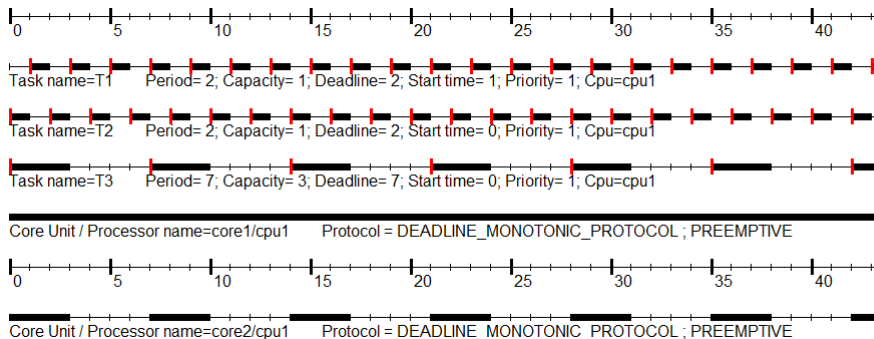 0 5 10 15 20 25 30 35 40
Task name=T1 Period= 2; Capacity= 1; Deadline= 2; Start time= 1; Priority= 1; Cpu=cpu1
Task name=T2 Period= 2; Capacity= 1; Deadline= 2; Start time= 0; Priority= 1; Cpu=cpu1
Task name=T3 Period= 7; Capacity= 3; Deadline= 7; Start time= 0; Priority= 1; Cpu=cpu1
Core Unit / Processor name=core1/cpu1 Protocol = DEADLINE_MONOTONIC_PROTOCOL ; PREEMPTIVE
0 5 10 15 20 25 30 35 40
Core Unit / Processor name=core2/cpu1 Protocol = DEADLINE_MONOTONIC_PROTOCOL ; PREEMPTIVE